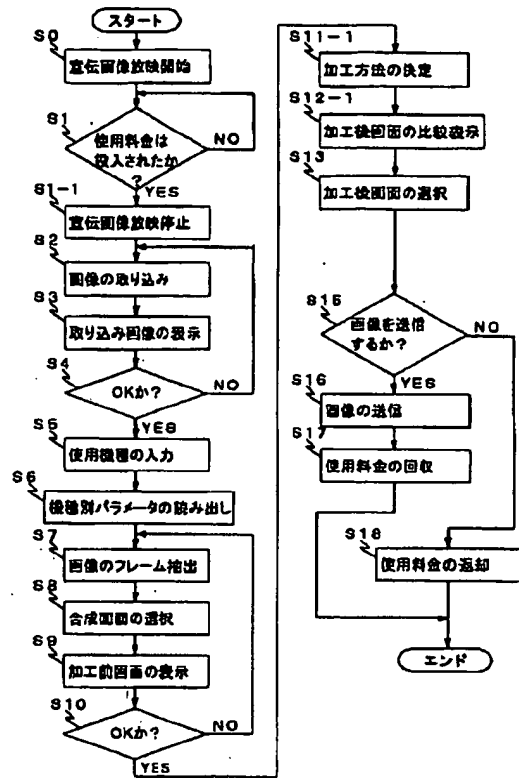 スタート
S0
宣伝画像放映開始
S1
使用料金は
投入されたか
?
NO
YES
S1-1
宣伝画像放映停止
S2
画像の取り込み
S3
取り込み画像の表示
S4
OKか?
NO
YES
S5
使用機種の入力
S6
機種別パラメータの読み出し
S7
画像のフレーム抽出
S8
合成画面の選択
S9
加工前画面の表示
S10
OKか?
NO
YES
S11-1
加工方法の決定
S12-1
加工後画面の比較表示
S13
加工後画面の選択
S15
画像を送信
するか?
NO
YES
S16
画像の送信
S17
使用料金の回収
S18
使用料金の返却
エンド